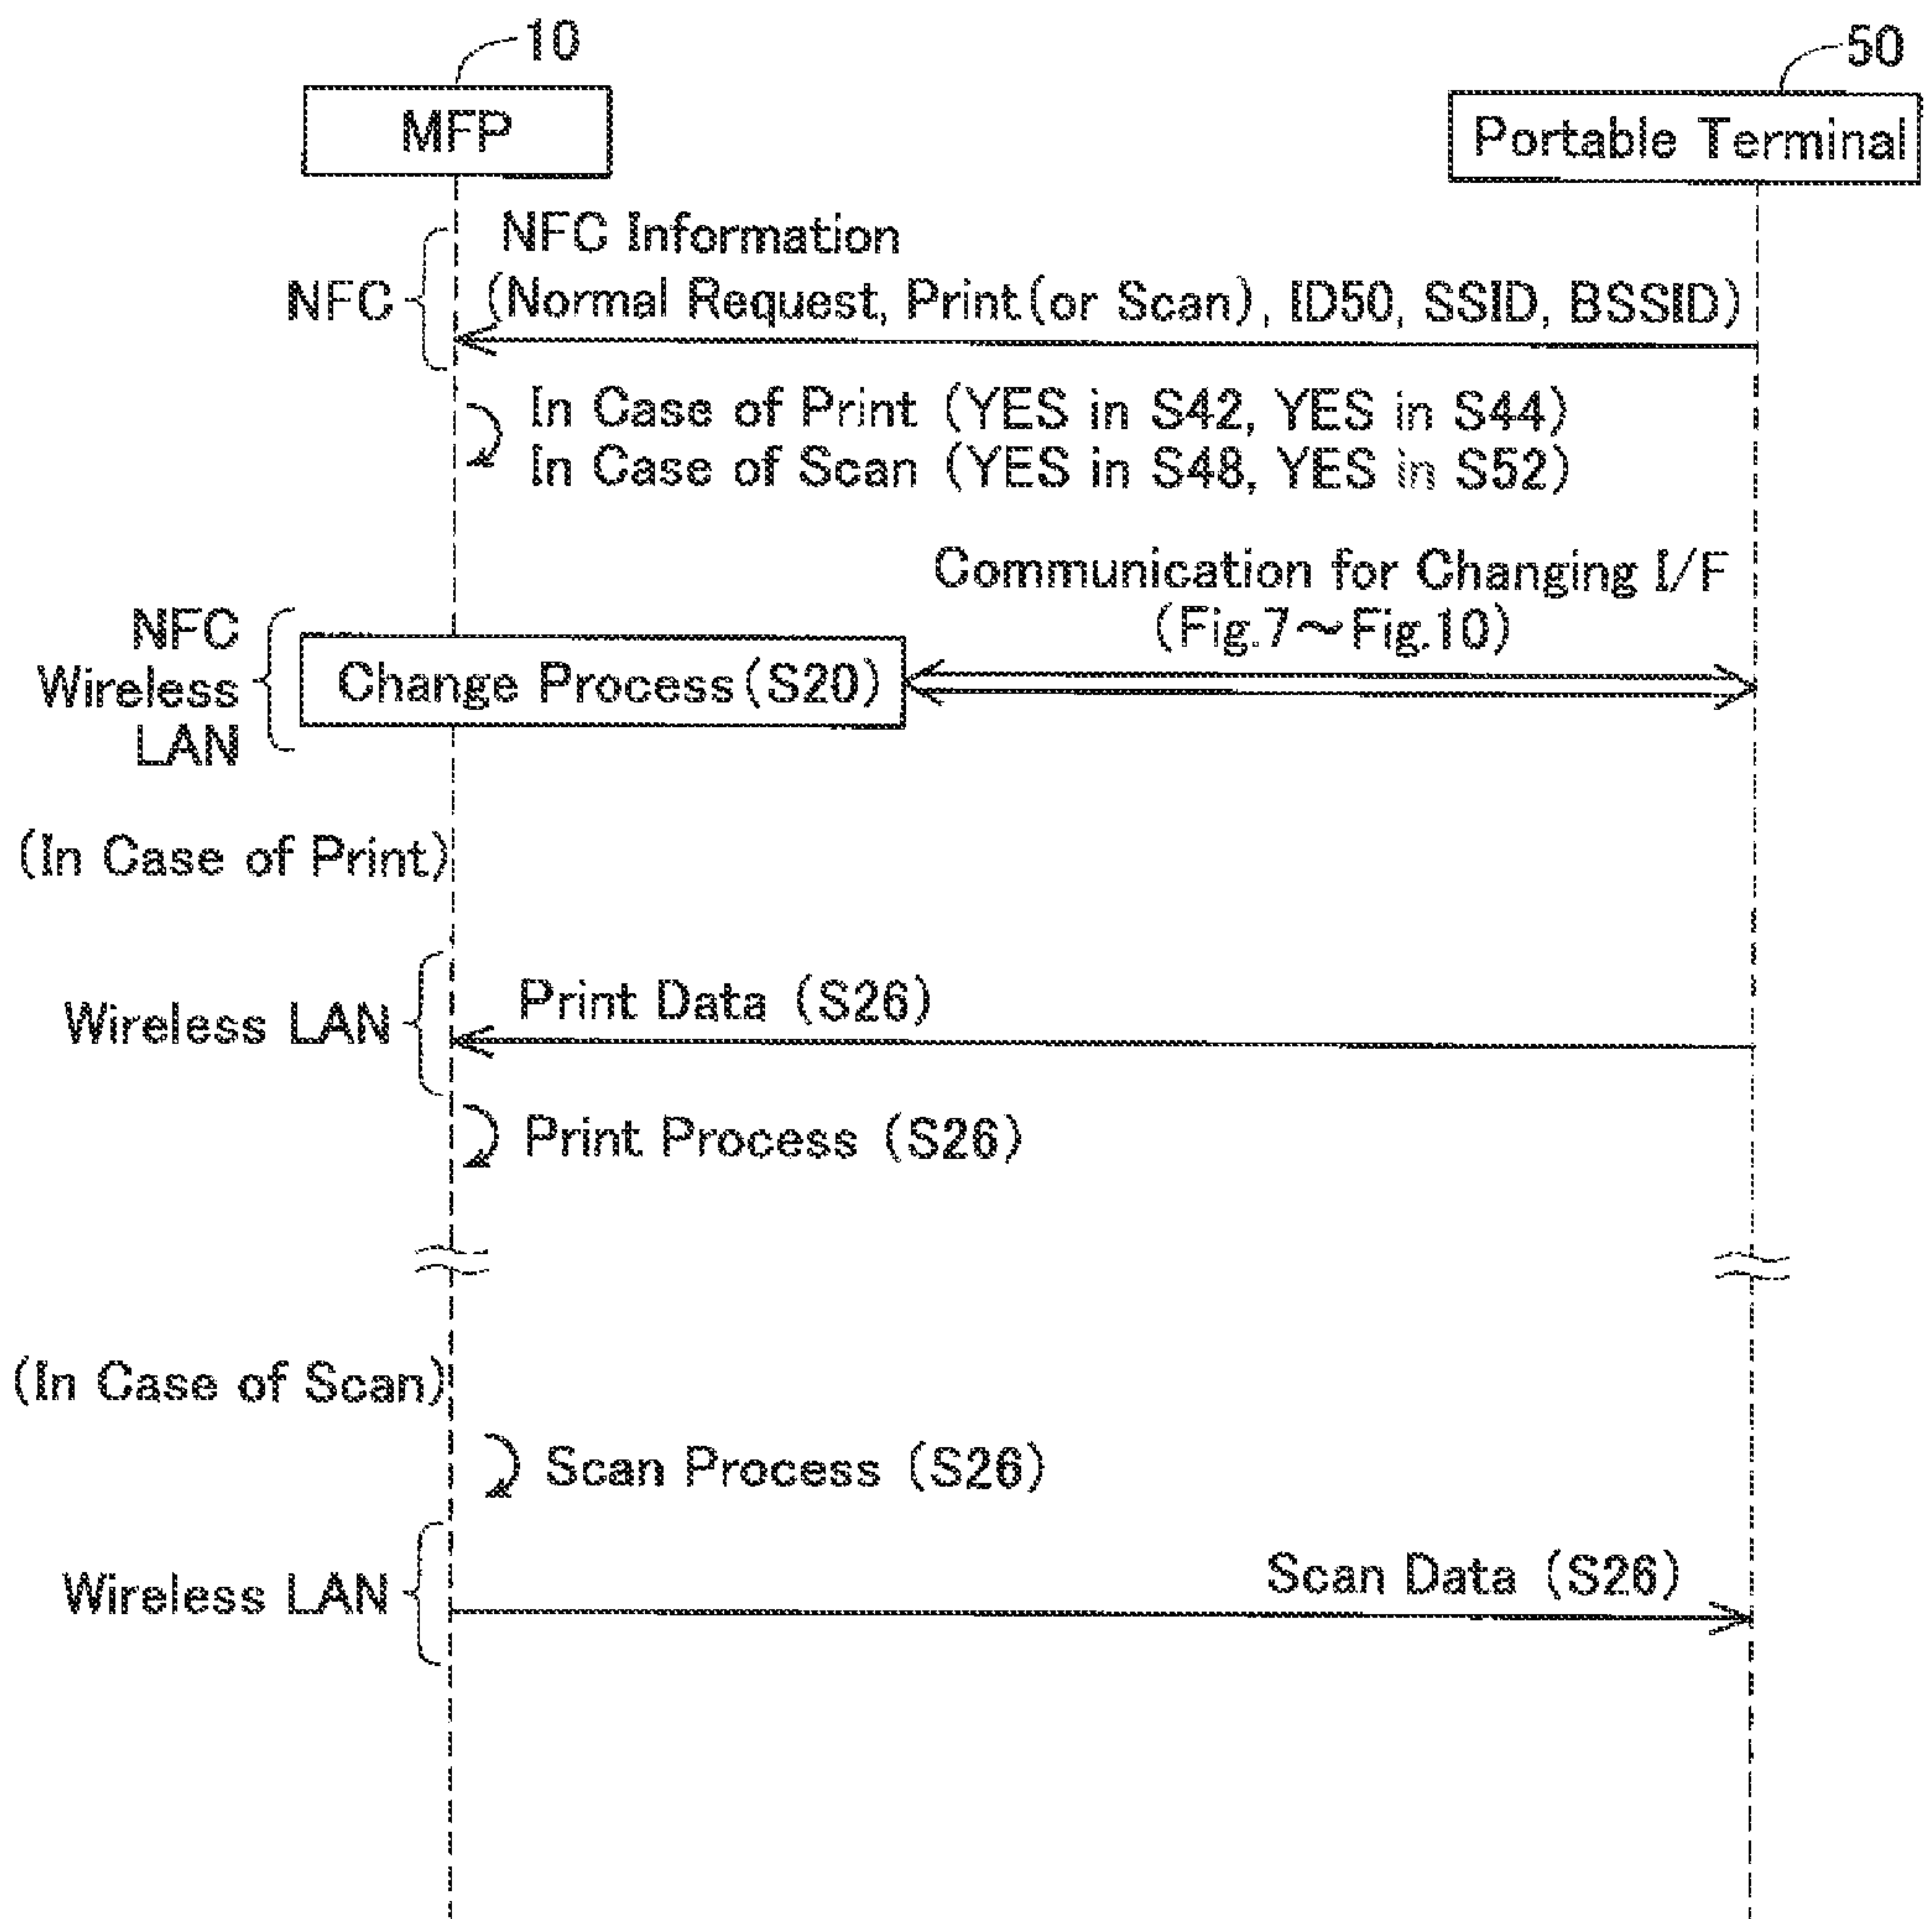 10
50
MFP
Portable Terminal
NFC Information
NFC
(Normal Request, Print(or Scan), ID50, SSID, BSSID)
In Case of Print (YES in S42, YES in S44)
In Case of Scan (YES in S48, YES in S52)
Communication for Changing I/F
(Fig.7～Fig.10)
NFC
Wireless
LAN
Change Process(S20)
(In Case of Print)
Print Data (S26)
Wireless LAN
Print Process (S26)
(In Case of Scan)
Scan Process (S26)
Scan Data (S26)
Wireless LAN